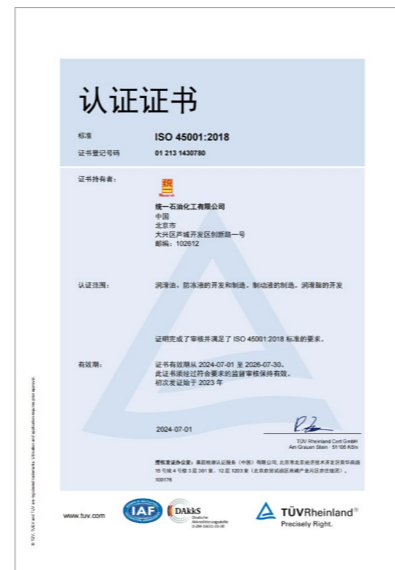 认证证书
标准 ISO 45001:2018
证书登记号码 01 213 1430780
证书持有者：
统一石油化工有限公司
中国
北京市
大兴区芦城开发区创新路一号
邮编：102612
认证范围： 润滑油、防冻液的开发和制造、制动液的制造、润滑脂的开发
证明完成了审核并满足了 ISO 45001:2018 标准的要求。
有效期： 证书有效期从 2024-07-01 至 2026-07-30。
此证书须经过符合要求的监督审核保持有效。
初次发证始于 2023 年
2024-07-01
TÜV Rheinland Cert GmbH
Am Grauen Stein · 51105 Köln
100176
www.tuv.com
IAF
DAkkS
Deutsche
Akkreditierungsstelle
D-ZM-16031-01-00
TÜVRheinland®
Precisely Right.